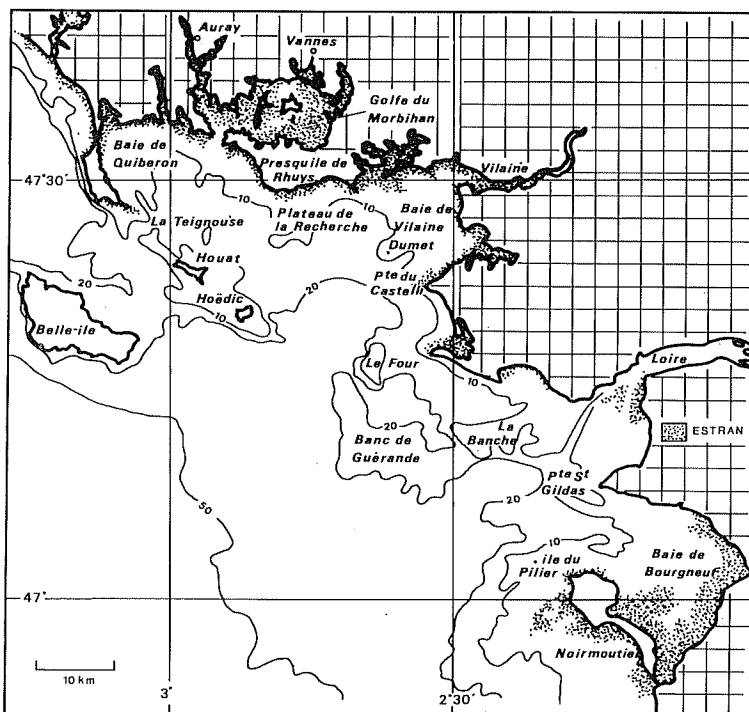 Auray
Vannes
Golfe du
Morbihan
Baie de
Quiberon
Presquile de
Rhuys
Vilaine
47°30'
10
10
La Teignouse
Plateau de
la Recherche
Baie de
Vilaine
Dumet
Houat
Pte du
Castelli
20
20
Hoëdic
10
Belle-ile
Le Four
Loire
10
20
La
Banche
ESTRAN
Banc de
Guérande
Pte St
Gildas
20
50
10
ile du
Pilier
Baie de
Bourgneuf
47°
Noirmoutier
10 km
3°
2°30'